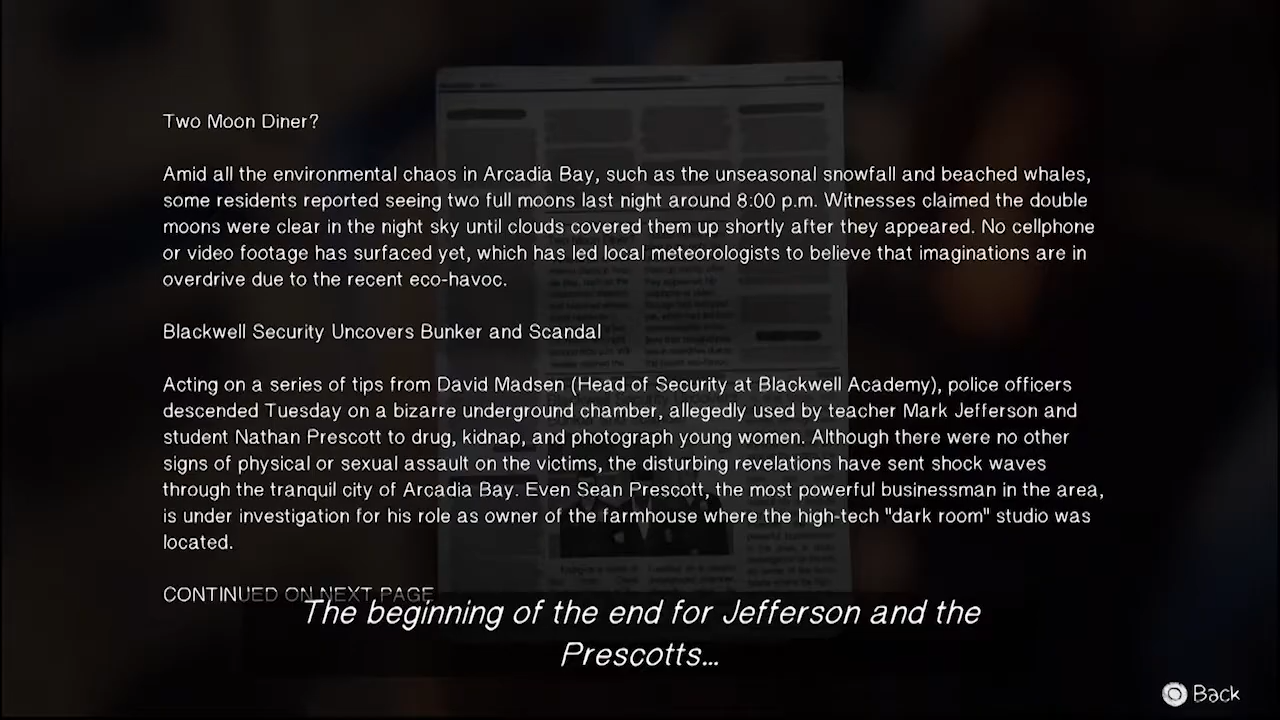 Two Moon Diner?
Amid all the environmental chaos in Arcadia Bay, such as the unseasonal snowfall and beached whales,
some residents reported seeing two full moons last night around 8:00 p.m. Witnesses claimed the double
moons were clear in the night sky until clouds covered them up shortly after they appeared. No cellphone
or video footage has surfaced yet, which has led local meteorologists to believe that imaginations are in
overdrive due to the recent eco-havoc.
Blackwell Security Uncovers Bunker and Scandal
Acting on a series of tips from David Madsen (Head of Security at Blackwell Academy), police officers
descended Tuesday on a bizarre underground chamber, allegedly used by teacher Mark Jefferson and
student Nathan Prescott to drug, kidnap, and photograph young women. Although there were no other
signs of physical or sexual assault on the victims, the disturbing revelations have sent shock waves
through the tranquil city of Arcadia Bay. Even Sean Prescott, the most powerful businessman in the area,
is under investigation for his role as owner of the farmhouse where the high-tech "dark room" studio was
located.
CONTINUED ON NEXT PAGE
The beginning of the end for Jefferson and the
Prescotts...
Back